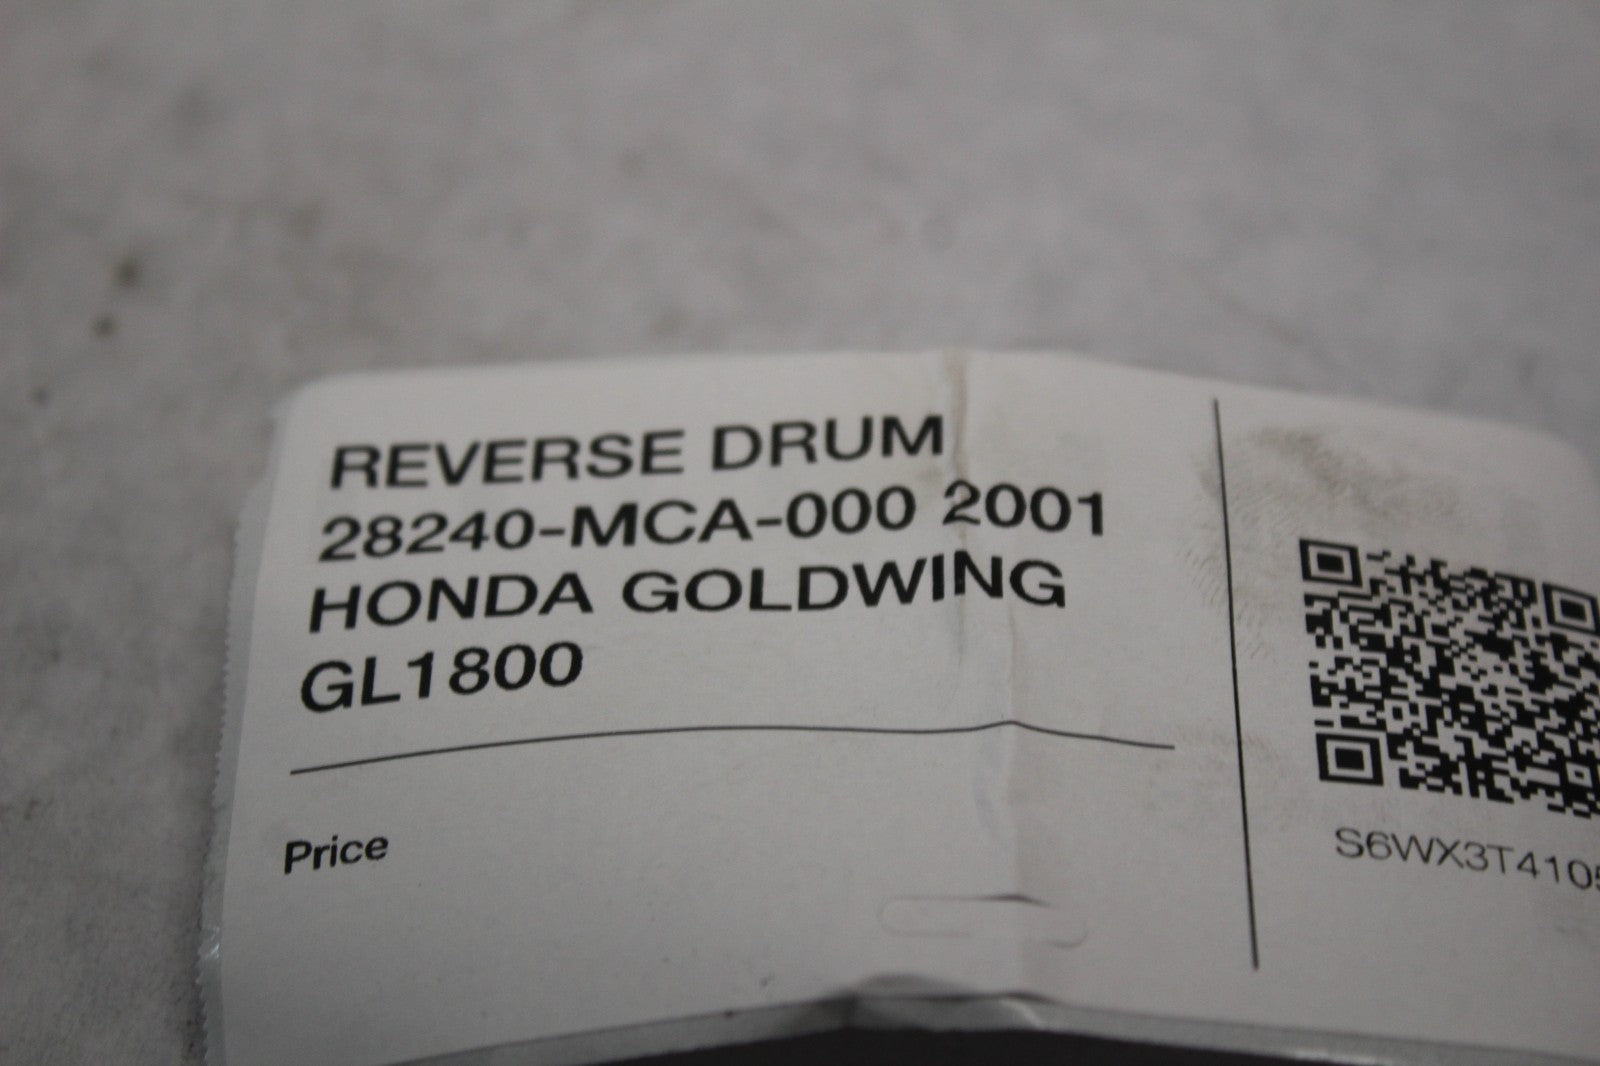 REVERSE DRUM
28240-MCA-000 2001
HONDA GOLDWING
GL1800
Price
S6WX3T4105